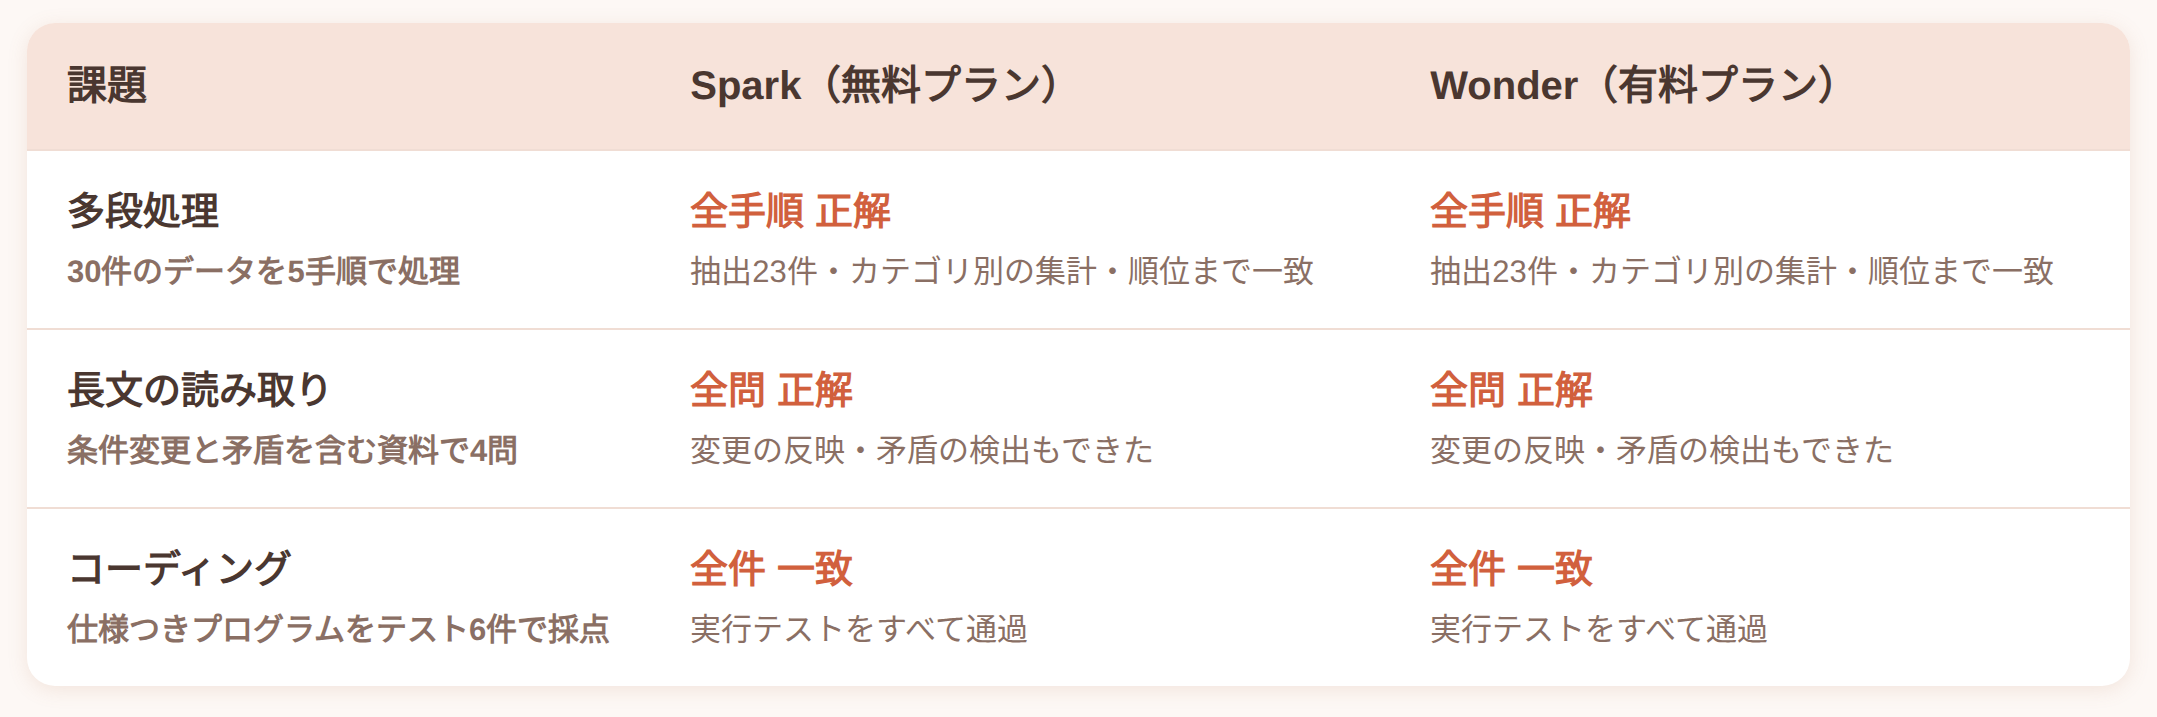 課題
Spark（無料プラン）
Wonder（有料プラン）
多段処理
30件のデータを5手順で処理
全手順 正解
抽出23件・カテゴリ別の集計・順位まで一致
全手順 正解
抽出23件・カテゴリ別の集計・順位まで一致
長文の読み取り
条件変更と矛盾を含む資料で4問
全問 正解
変更の反映・矛盾の検出もできた
全問 正解
変更の反映・矛盾の検出もできた
コーディング
仕様つきプログラムをテスト6件で採点
全件 一致
実行テストをすべて通過
全件 一致
実行テストをすべて通過